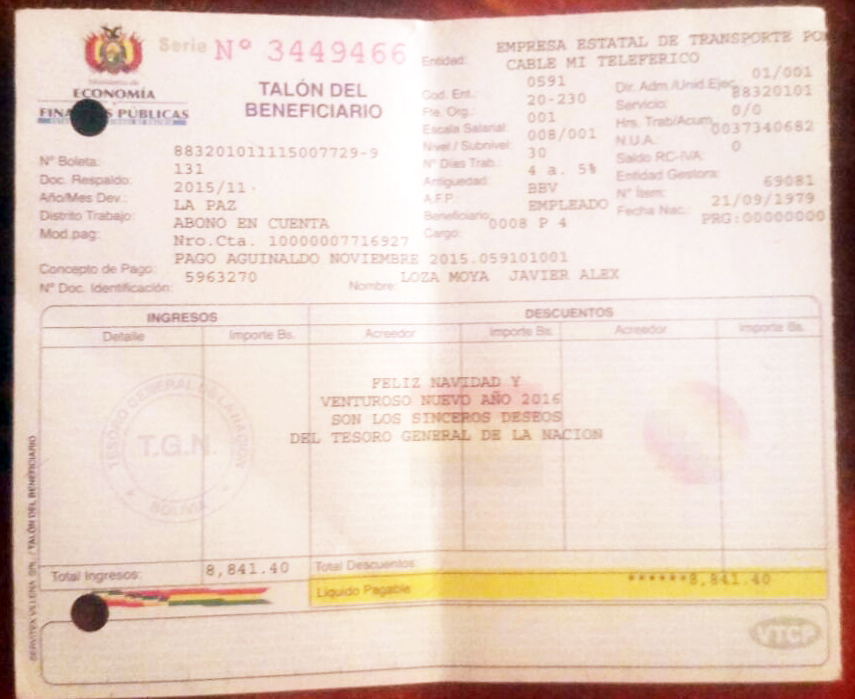 Serie Nº 3449466
Ministerio de
ECONOMÍA
FINANZAS PÚBLICAS
TALÓN DEL
BENEFICIARIO
Nº Boleta: 883201011115007729-9
Doc. Respaldo: 131
Año/Mes Dev.: 2015/11
Distrito Trabajo: LA PAZ
Mod.pag: ABONO EN CUENTA
Nro.Cta. 10000007716927
Concepto de Pago: PAGO AGUINALDO NOVIEMBRE 2015.059101001
Nº Doc. Identificación: 5963270 Nombre: LOZA MOYA JAVIER ALEX
Entidad: EMPRESA ESTATAL DE TRANSPORTE POR
CABLE MI TELEFERICO
Cod. Ent.: 0591
Fte. Org.: 20-230
Escala Salarial: 001
Nivel / Subnivel: 008/001
Nº Días Trab. 30
Antiguedad: 4 a. 5%
A.F.P. BBV
Beneficiario: EMPLEADO
Cargo: 0008 P 4
Dir. Adm./Unid.Ejec. 01/001
Servicio: 88320101
Hrs. Trab/Acum. 0/0
N.U.A. 0037340682
Saldo RC-IVA: 0
Entidad Gestora:
Nº Ítem: 69081
Fecha Nac. 21/09/1979
PRG:00000000
INGRESOS DESCUENTOS
Detalle Importe Bs. Acreedor Importe Bs. Acreedor Importe Bs.
FELIZ NAVIDAD Y
VENTUROSO NUEVO AÑO 2016
SON LOS SINCEROS DESEOS
DEL TESORO GENERAL DE LA NACION
TESORO GENERAL DE LA NACION
T.G.N.
BOLIVIA
Total Ingresos: 8,841.40 Total Descuentos:
Liquido Pagable ******8,841.40
VTCP
SERVITEX VILLENA SRL. / TALÓN DEL BENEFICIARIO